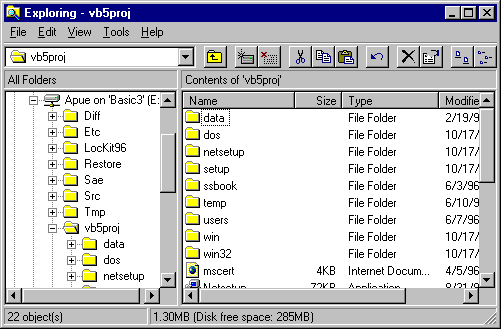 Exploring - vb5proj
File Edit View Tools Help
vb5proj
All Folders Contents of 'vb5proj'
Apue on 'Basic3' (E:
Diff
Etc
LocKit96
Restore
Sae
Src
Tmp
vb5proj
data
dos
netsetup
Name Size Type Modifie
data File Folder 2/19/9
dos File Folder 10/17/
netsetup File Folder 10/17/
setup File Folder 10/17/
ssbook File Folder 6/3/96
temp File Folder 6/10/9
users File Folder 6/7/96
win File Folder 10/17/
win32 File Folder 10/17/
mscert 4KB Internet Docum... 4/5/96
Netsetup 72KB Application 8/31/9
22 object(s) 1.30MB (Disk free space: 285MB)